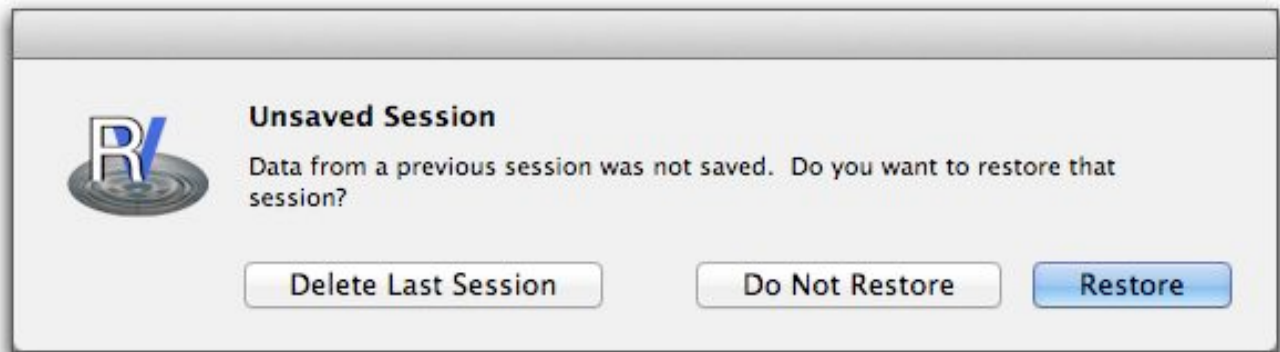 RV
Unsaved Session
Data from a previous session was not saved.  Do you want to restore that
session?
Delete Last Session
Do Not Restore
Restore